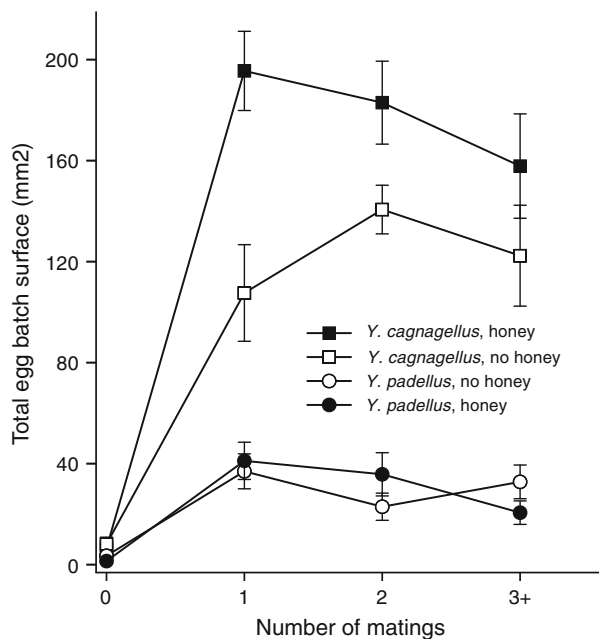 Total egg batch surface (mm2)
200
160
120
80
40
0
Y. cagnagellus, honey
Y. cagnagellus, no honey
Y. padellus, no honey
Y. padellus, honey
0 1 2 3+
Number of matings